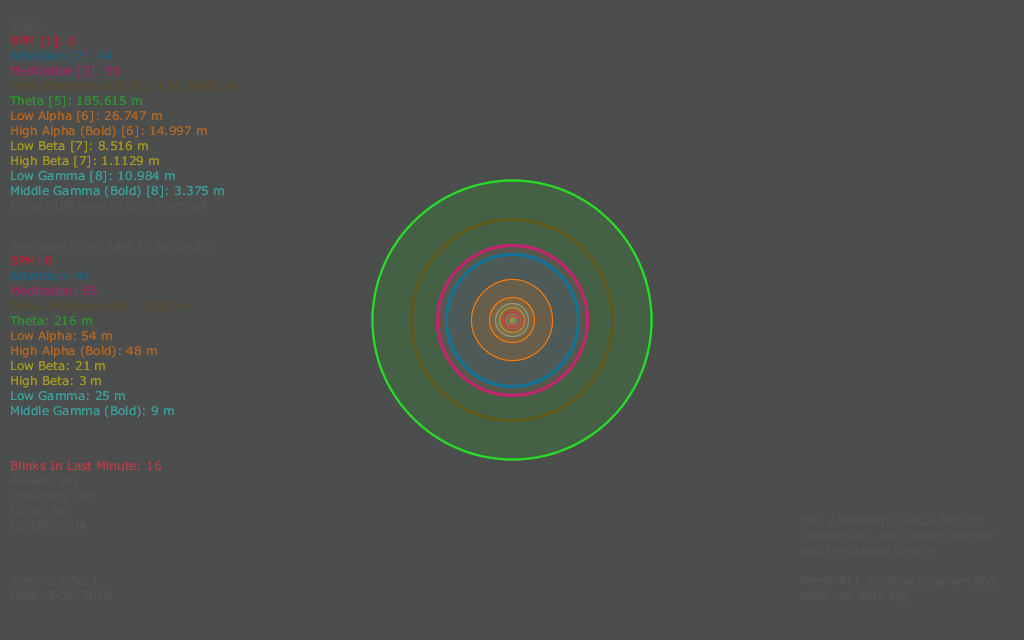 Stats:
BPM [1]: 0
Attention [2]: 44
Meditation [3]: 50
Theta [5]: 185.615 m
Low Alpha [6]: 26.747 m
High Alpha (Bold) [6]: 14.997 m
Low Beta [7]: 8.516 m
High Beta [7]: 1.1129 m
Low Gamma [8]: 10.984 m
Middle Gamma (Bold) [8]: 3.375 m
Press NUM keys to turn them off
Averages (Over Last 20 Seconds):
BPM: 0
Attention: 44
Meditation: 65
Theta: 216 m
Low Alpha: 54 m
High Alpha (Bold): 48 m
Low Beta: 21 m
High Beta: 3 m
Low Gamma: 25 m
Middle Gamma (Bold): 9 m
Blinks In Last Minute: 16
Awake: Yes
Dreaming: No
Lucid: No
Lucidity: N/A
Time: 23:50:1
Date: 4-29-2015
EEG / Biometric Visual Monitor
Interactive Lucid Dream Journal
and Meditation Device
Press 'ALT' to close program and
save raw data log.